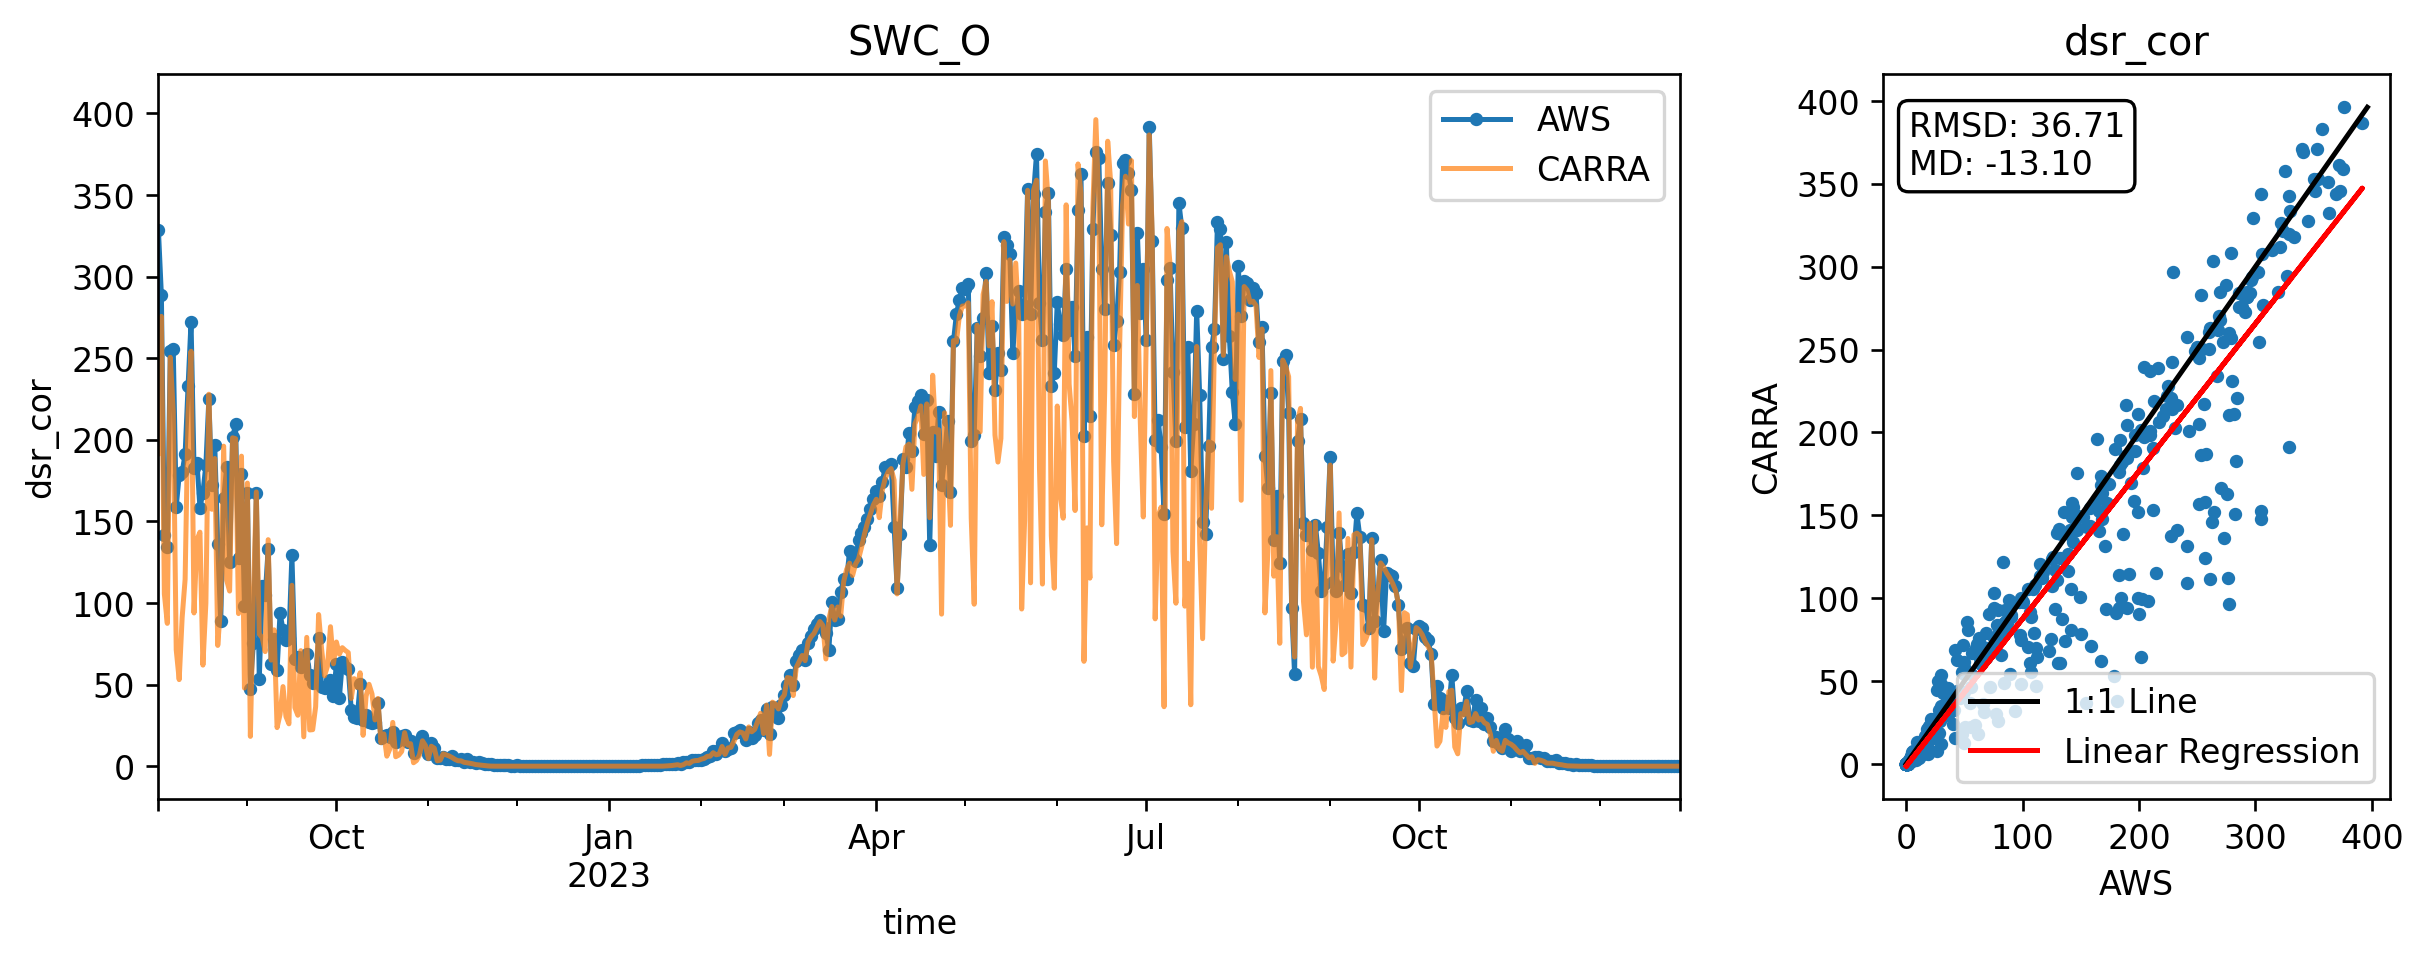 SWC_O
dsr_cor
400
350
300
250
200
150
100
50
0
AWS
CARRA
Oct
Jan
2023
Apr
Jul
Oct
time
dsr_cor
CARRA
400
350
300
250
200
150
100
50
0
RMSD: 36.71
MD: -13.10
1:1 Line
Linear Regression
0
100
200
300
400
AWS